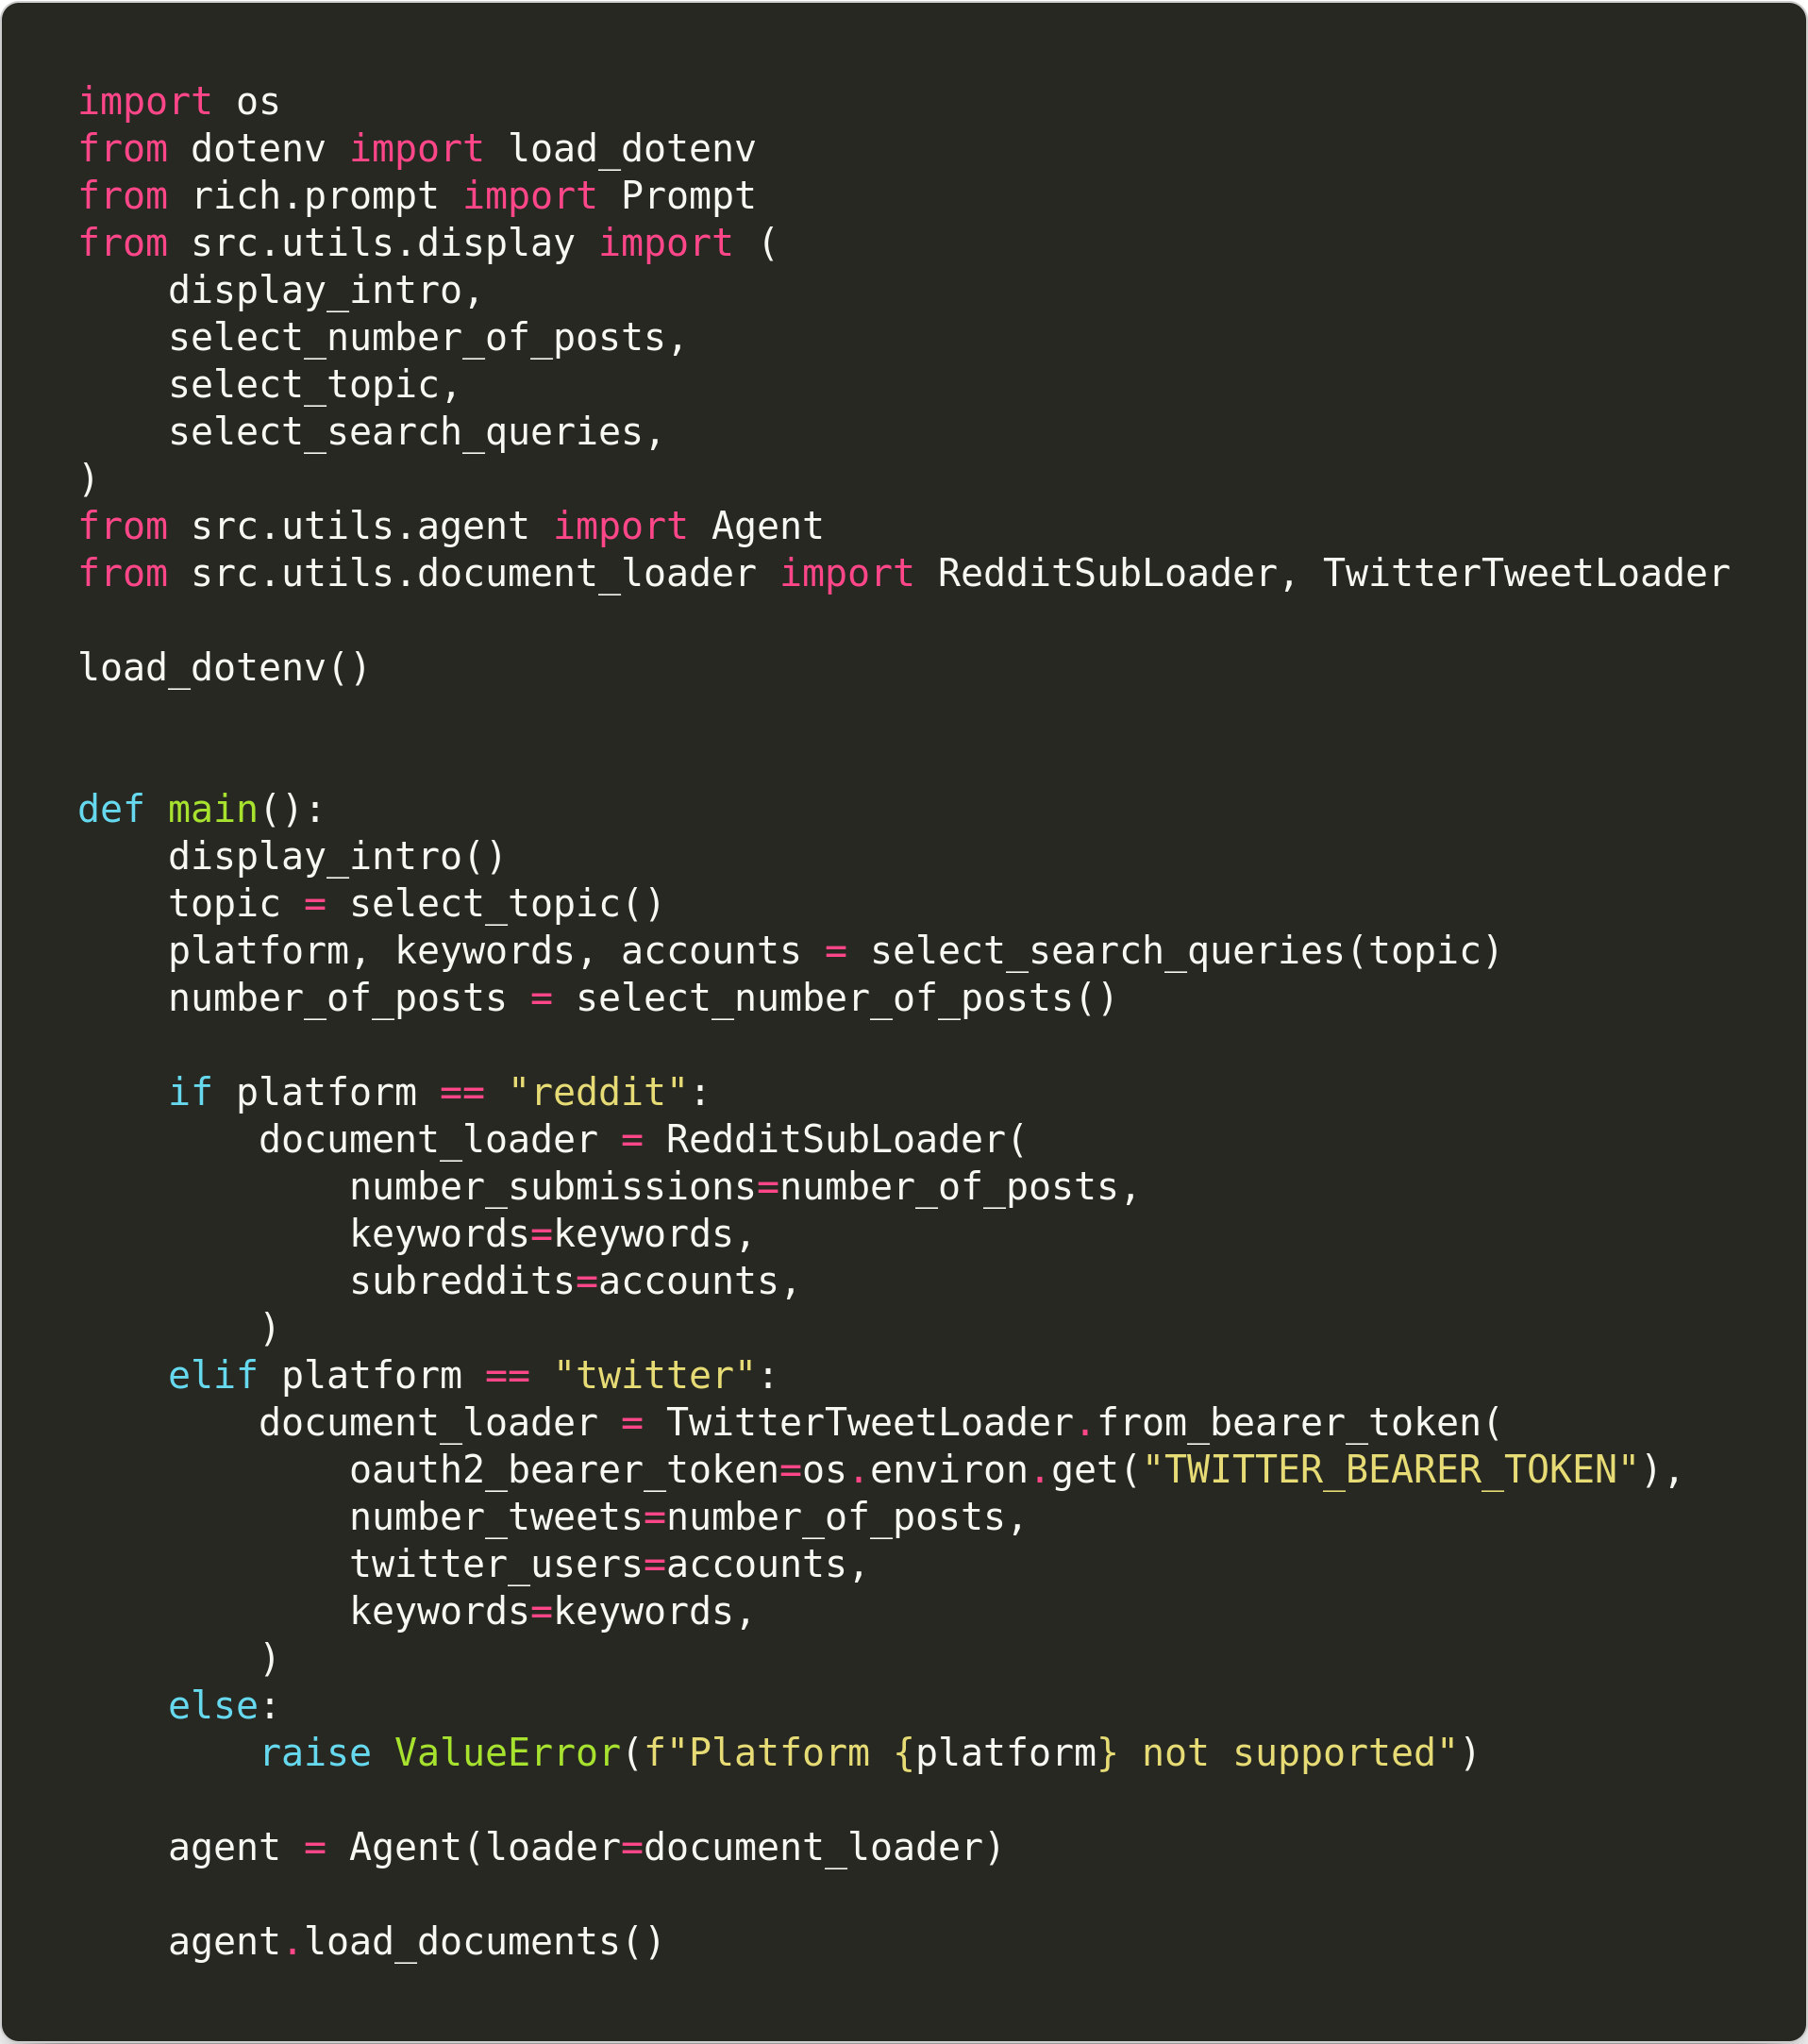 import os
from dotenv import load_dotenv
from rich.prompt import Prompt
from src.utils.display import (
    display_intro,
    select_number_of_posts,
    select_topic,
    select_search_queries,
)
from src.utils.agent import Agent
from src.utils.document_loader import RedditSubLoader, TwitterTweetLoader

load_dotenv()


def main():
    display_intro()
    topic = select_topic()
    platform, keywords, accounts = select_search_queries(topic)
    number_of_posts = select_number_of_posts()

    if platform == "reddit":
        document_loader = RedditSubLoader(
            number_submissions=number_of_posts,
            keywords=keywords,
            subreddits=accounts,
        )
    elif platform == "twitter":
        document_loader = TwitterTweetLoader.from_bearer_token(
            oauth2_bearer_token=os.environ.get("TWITTER_BEARER_TOKEN"),
            number_tweets=number_of_posts,
            twitter_users=accounts,
            keywords=keywords,
        )
    else:
        raise ValueError(f"Platform {platform} not supported")

    agent = Agent(loader=document_loader)

    agent.load_documents()